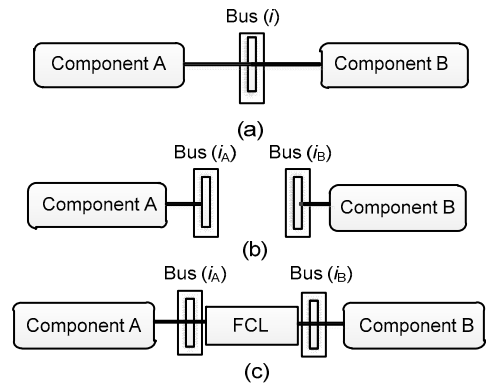 Bus (i)
Component A
Component B
(a)
Bus (iA)
Bus (iB)
Component A
Component B
(b)
Bus (iA)
Bus (iB)
Component A
FCL
Component B
(c)